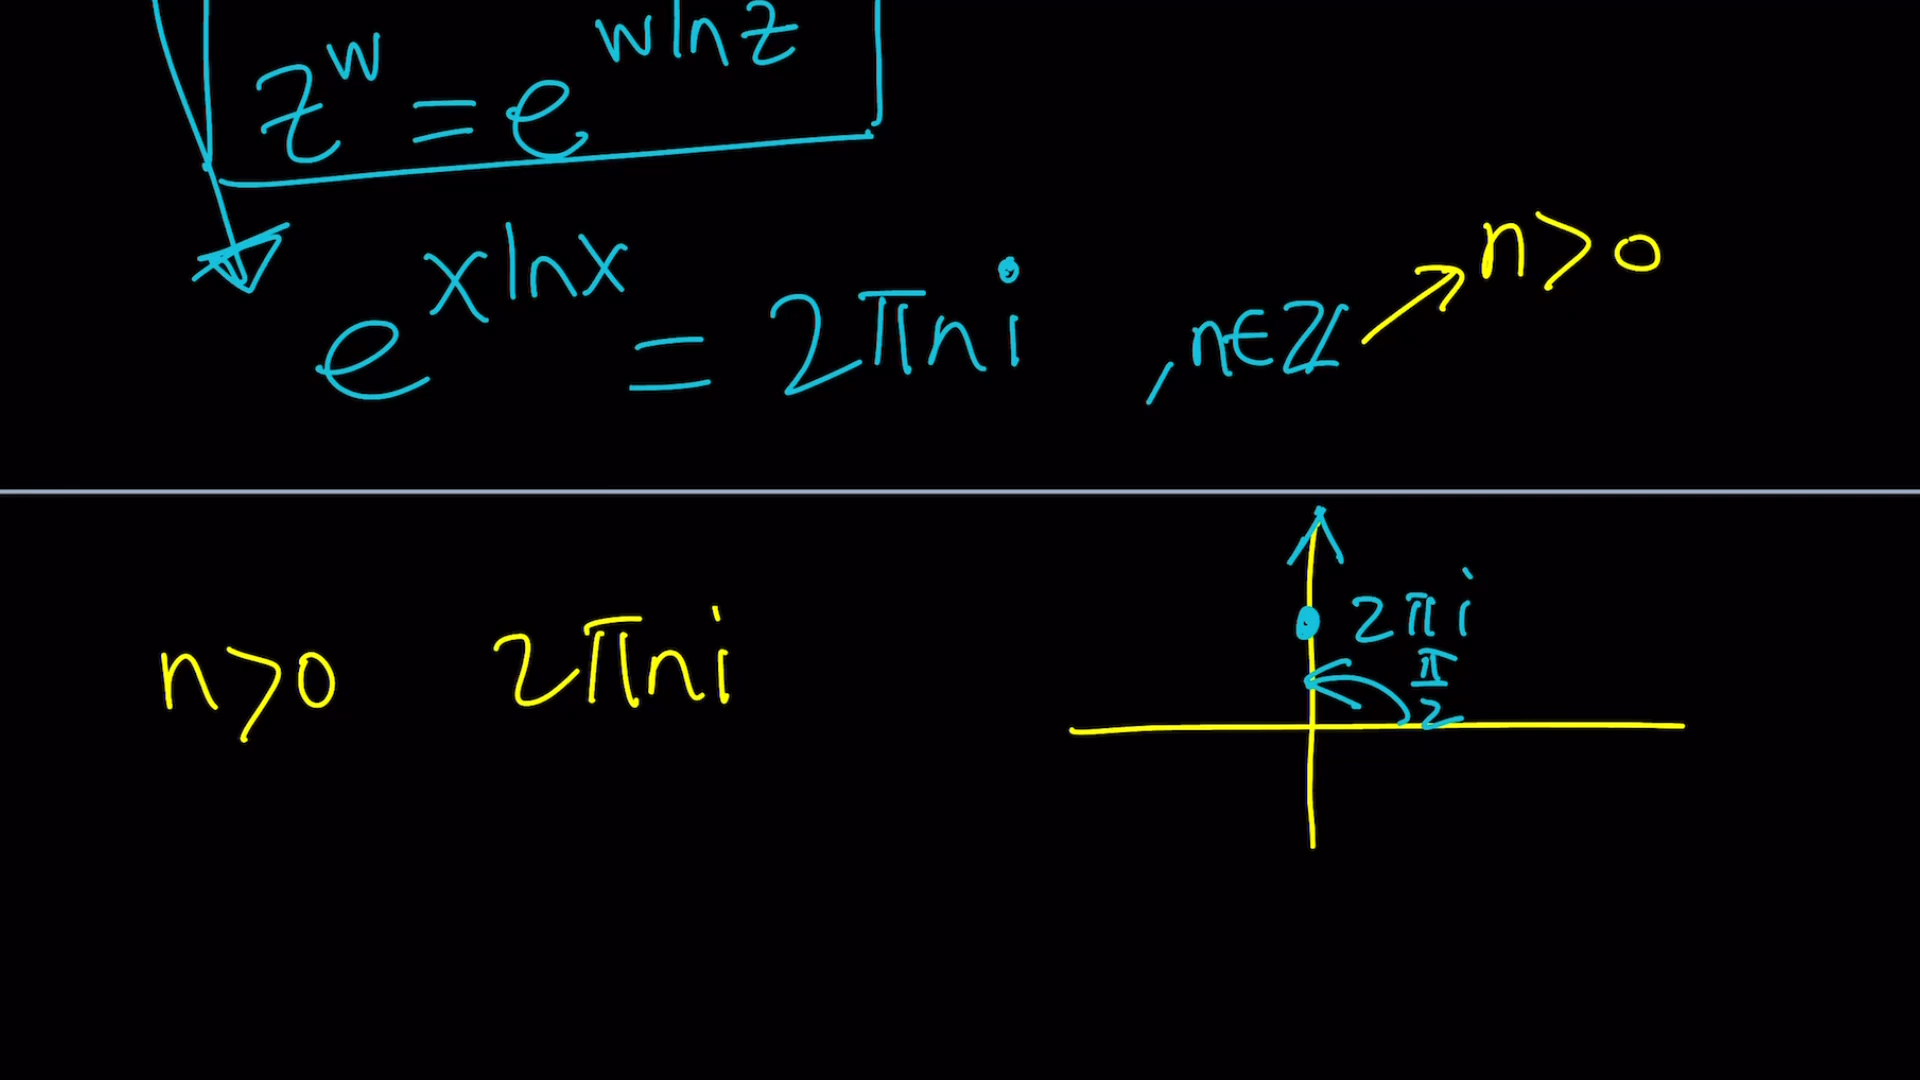 z^w = e^{w ln z}
e^{x ln x} = 2πni , n∈ℤ → n>0
n>0 2πni
2πi
π/2